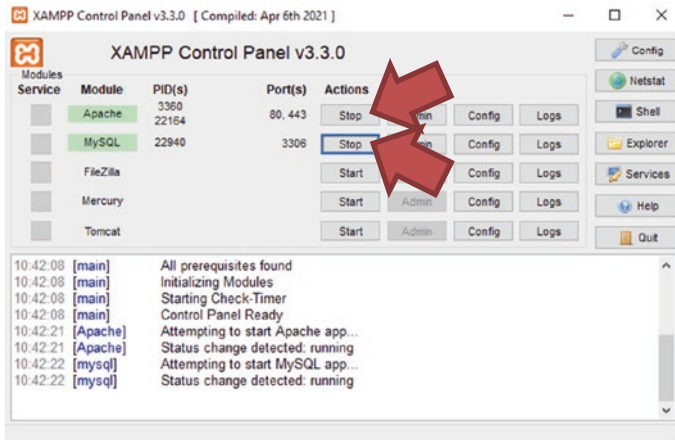 XAMPP Control Panel v3.3.0 [ Compiled: Apr 6th 2021 ]
XAMPP Control Panel v3.3.0
Config
Modules
Service Module PID(s) Port(s) Actions
Netstat
Apache 3360 22164 80, 443 Stop Config Logs
Shell
MySQL 22940 3306 Stop Config Logs
Explorer
FileZilla Start Config Logs
Services
Mercury Start Admin Config Logs
Help
Tomcat Start Admin Config Logs
Quit
10:42:08 [main] All prerequisites found
10:42:08 [main] Initializing Modules
10:42:08 [main] Starting Check-Timer
10:42:08 [main] Control Panel Ready
10:42:21 [Apache] Attempting to start Apache app...
10:42:21 [Apache] Status change detected: running
10:42:22 [mysql] Attempting to start MySQL app...
10:42:22 [mysql] Status change detected: running